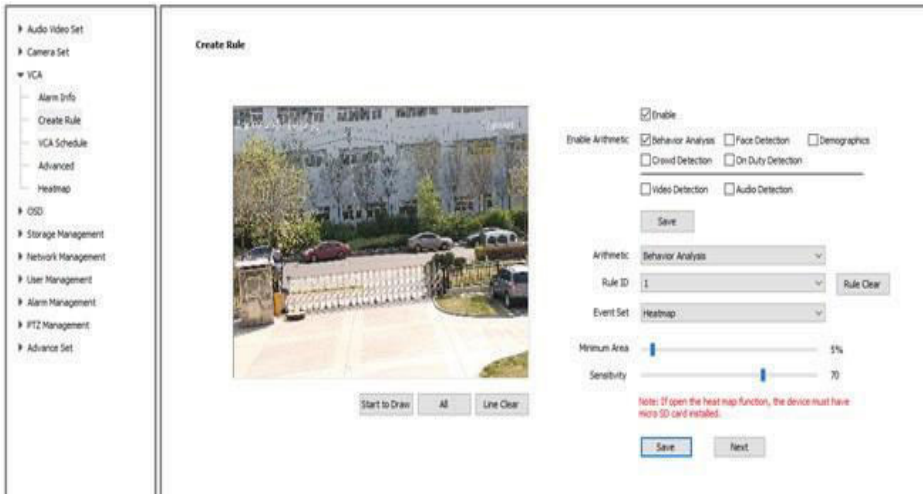 Audio Video Set
Camera Set
VCA
Alarm Info
Create Rule
VCA Schedule
Advanced
Heatmap
OSD
Storage Management
Network Management
User Management
Alarm Management
PTZ Management
Advance Set
Create Rule
Enable
Enable Arithmetic Behavior Analysis Face Detection Demographics
Crowd Detection On Duty Detection
Video Detection Audio Detection
Save
Arithmetic Behavior Analysis
Rule ID 1 Rule Clear
Event Set Heatmap
Minimum Area 5%
Sensitivity 70
Note: If open the heat map function, the device must have
micro SD card installed.
Start to Draw All Line Clear
Save Next